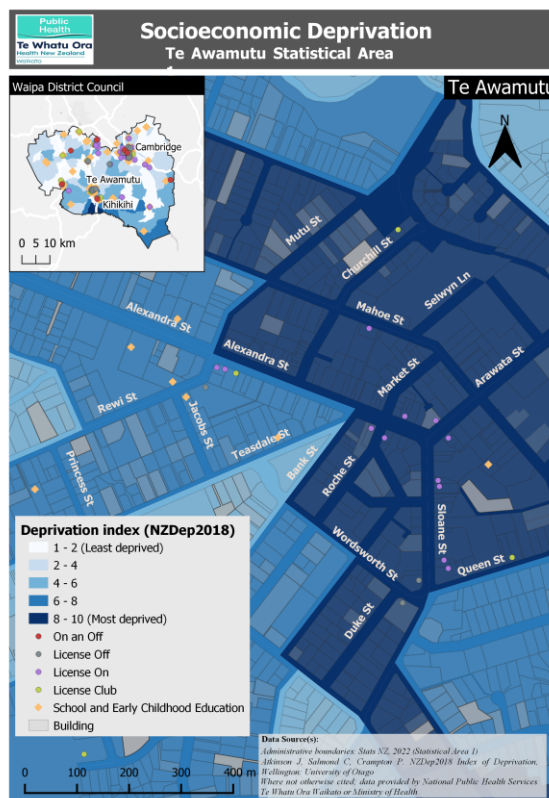 Public
Health
Te Whatu Ora
Health New Zealand
Waikato
Socioeconomic Deprivation
Te Awamutu Statistical Area
Waipa District Council
Te Awamutu
N
Cambridge
Te Awamutu
Kihikihi
0 5 10 km
Mutu St
Churchill St
Selwyn Ln
Mahoe St
Alexandra St
Alexandra St
Market St
Arawata St
Rewi St
Jacobs St
Teasdale St
Bank St
Roche St
Princess St
Sloane St
Wordsworth St
Queen St
Duke St
Deprivation index (NZDep2018)
1 - 2 (Least deprived)
2 - 4
4 - 6
6 - 8
8 - 10 (Most deprived)
On an Off
License Off
License On
License Club
School and Early Childhood Education
Building
0 200 400 m
Data Source(s):
Administrative boundaries: Stats NZ, 2022 (Statistical Area 1)
Atkinson J, Salmond C, Crampton P. NZDep2018 Index of Deprivation,
Wellington: University of Otago
Where not otherwise cited, data provided by National Public Health Services
Te Whatu Ora Waikato or Ministry of Health